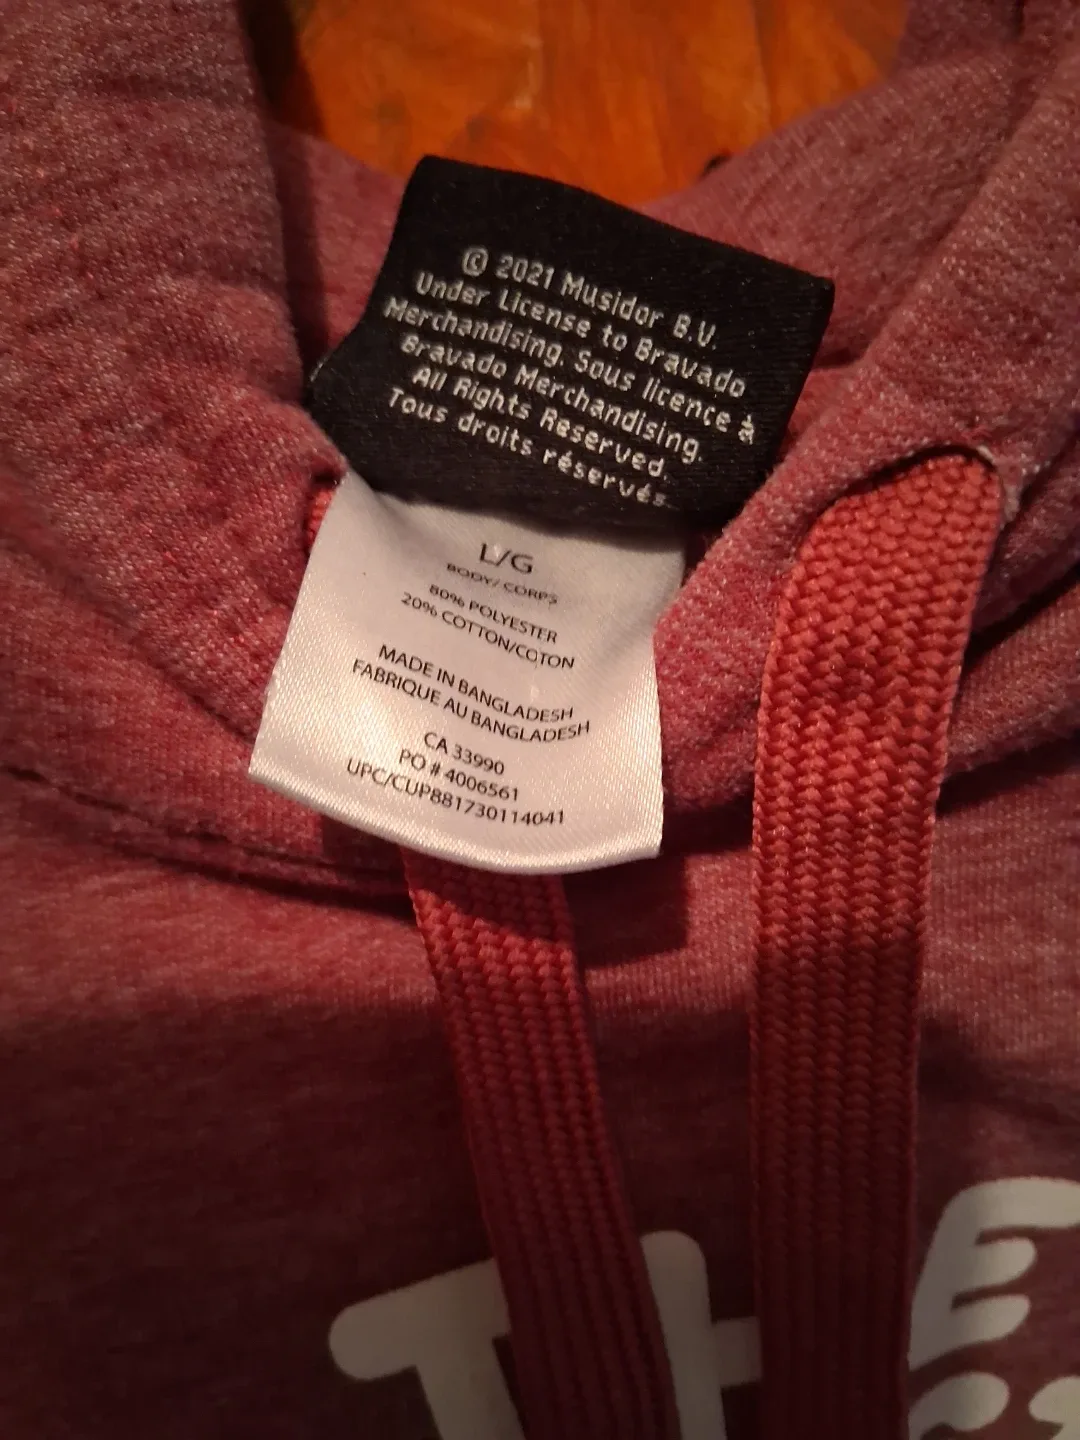 © 2021 Musidor B.V.
Under License to Bravado
Merchandising. Sous licence à
Bravado Merchandising.
All Rights Reserved.
Tous droits réservés
L/G
BODY/ CORPS
80% POLYESTER
20% COTTON/COTON
MADE IN BANGLADESH
FABRIQUE AU BANGLADESH
CA 33990
PO # 4006561
UPC/CUP881730114041
THE